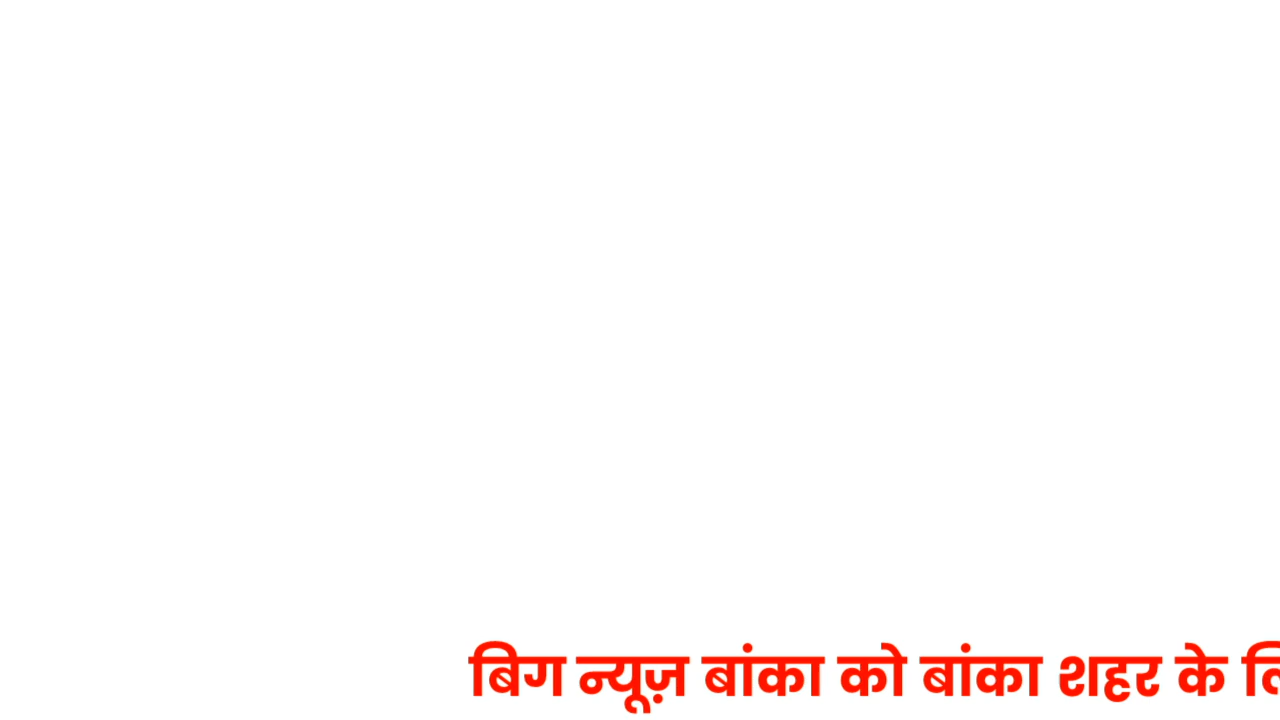 बिग न्यूज़ बांका को बांका शहर के